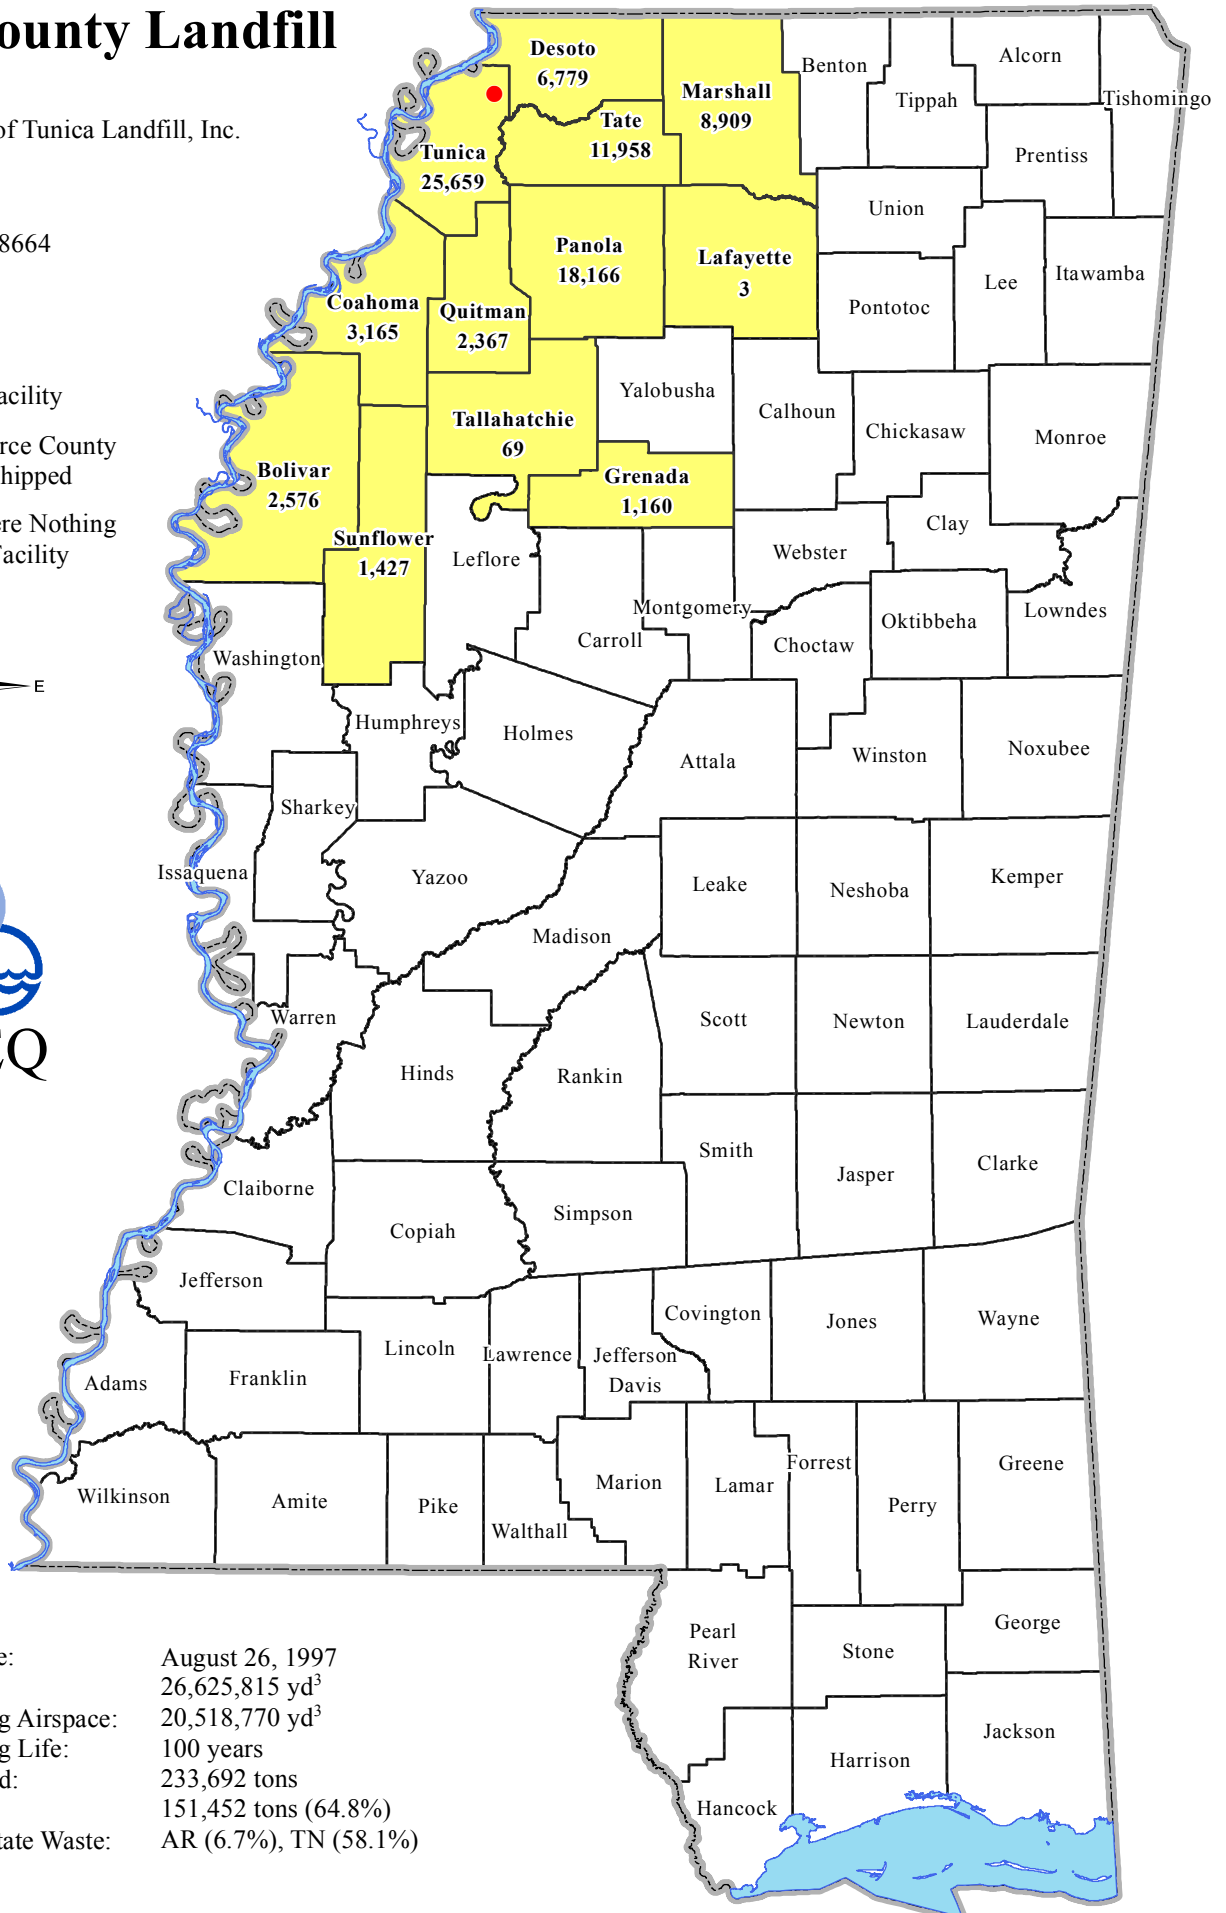 ounty Landfill
of Tunica Landfill, Inc.
8664
acility
rce County
hipped
ere Nothing
Facility
E
CQ
Desoto
6,779
Marshall
8,909
Benton
Alcorn
Tippah
Tishomingo
Tate
11,958
Prentiss
Tunica
25,659
Union
Panola
18,166
Lafayette
3
Lee
Itawamba
Coahoma
3,165
Quitman
2,367
Pontotoc
Yalobusha
Calhoun
Chickasaw
Monroe
Tallahatchie
69
Bolivar
2,576
Grenada
1,160
Sunflower
1,427
Leflore
Clay
Webster
Montgomery
Carroll
Choctaw
Oktibbeha
Lowndes
Washington
Humphreys
Holmes
Attala
Winston
Noxubee
Sharkey
Issaquena
Yazoo
Leake
Neshoba
Kemper
Madison
Warren
Scott
Newton
Lauderdale
Hinds
Rankin
Smith
Jasper
Clarke
Claiborne
Copiah
Simpson
Jefferson
Covington
Jones
Wayne
Lincoln
Lawrence
Jefferson
Davis
Adams
Franklin
Wilkinson
Amite
Pike
Walthall
Marion
Lamar
Forrest
Perry
Greene
Pearl
River
Stone
George
Jackson
Harrison
Hancock
e: August 26, 1997
26,625,815 yd³
g Airspace: 20,518,770 yd³
g Life: 100 years
d: 233,692 tons
151,452 tons (64.8%)
tate Waste: AR (6.7%), TN (58.1%)